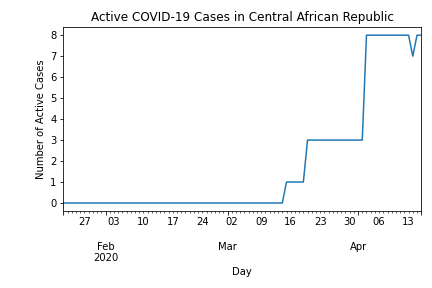 Active COVID-19 Cases in Central African Republic
Number of Active Cases
8
7
6
5
4
3
2
1
0
27 03 10 17 24 02 09 16 23 30 06 13
Feb Mar Apr
2020
Day